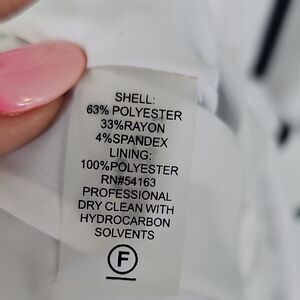 SHELL:
63% POLYESTER
33%RAYON
4%SPANDEX
LINING:
100%POLYESTER
RN#54163
PROFESSIONAL
DRY CLEAN WITH
HYDROCARBON
SOLVENTS
F